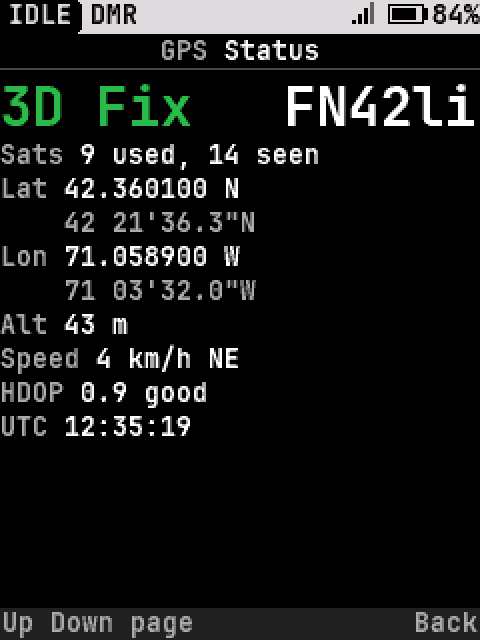 IDLE DMR 84%
GPS Status
3D Fix FN42li
Sats 9 used, 14 seen
Lat 42.360100 N
42 21'36.3"N
Lon 71.058900 W
71 03'32.0"W
Alt 43 m
Speed 4 km/h NE
HDOP 0.9 good
UTC 12:35:19
Up Down page Back